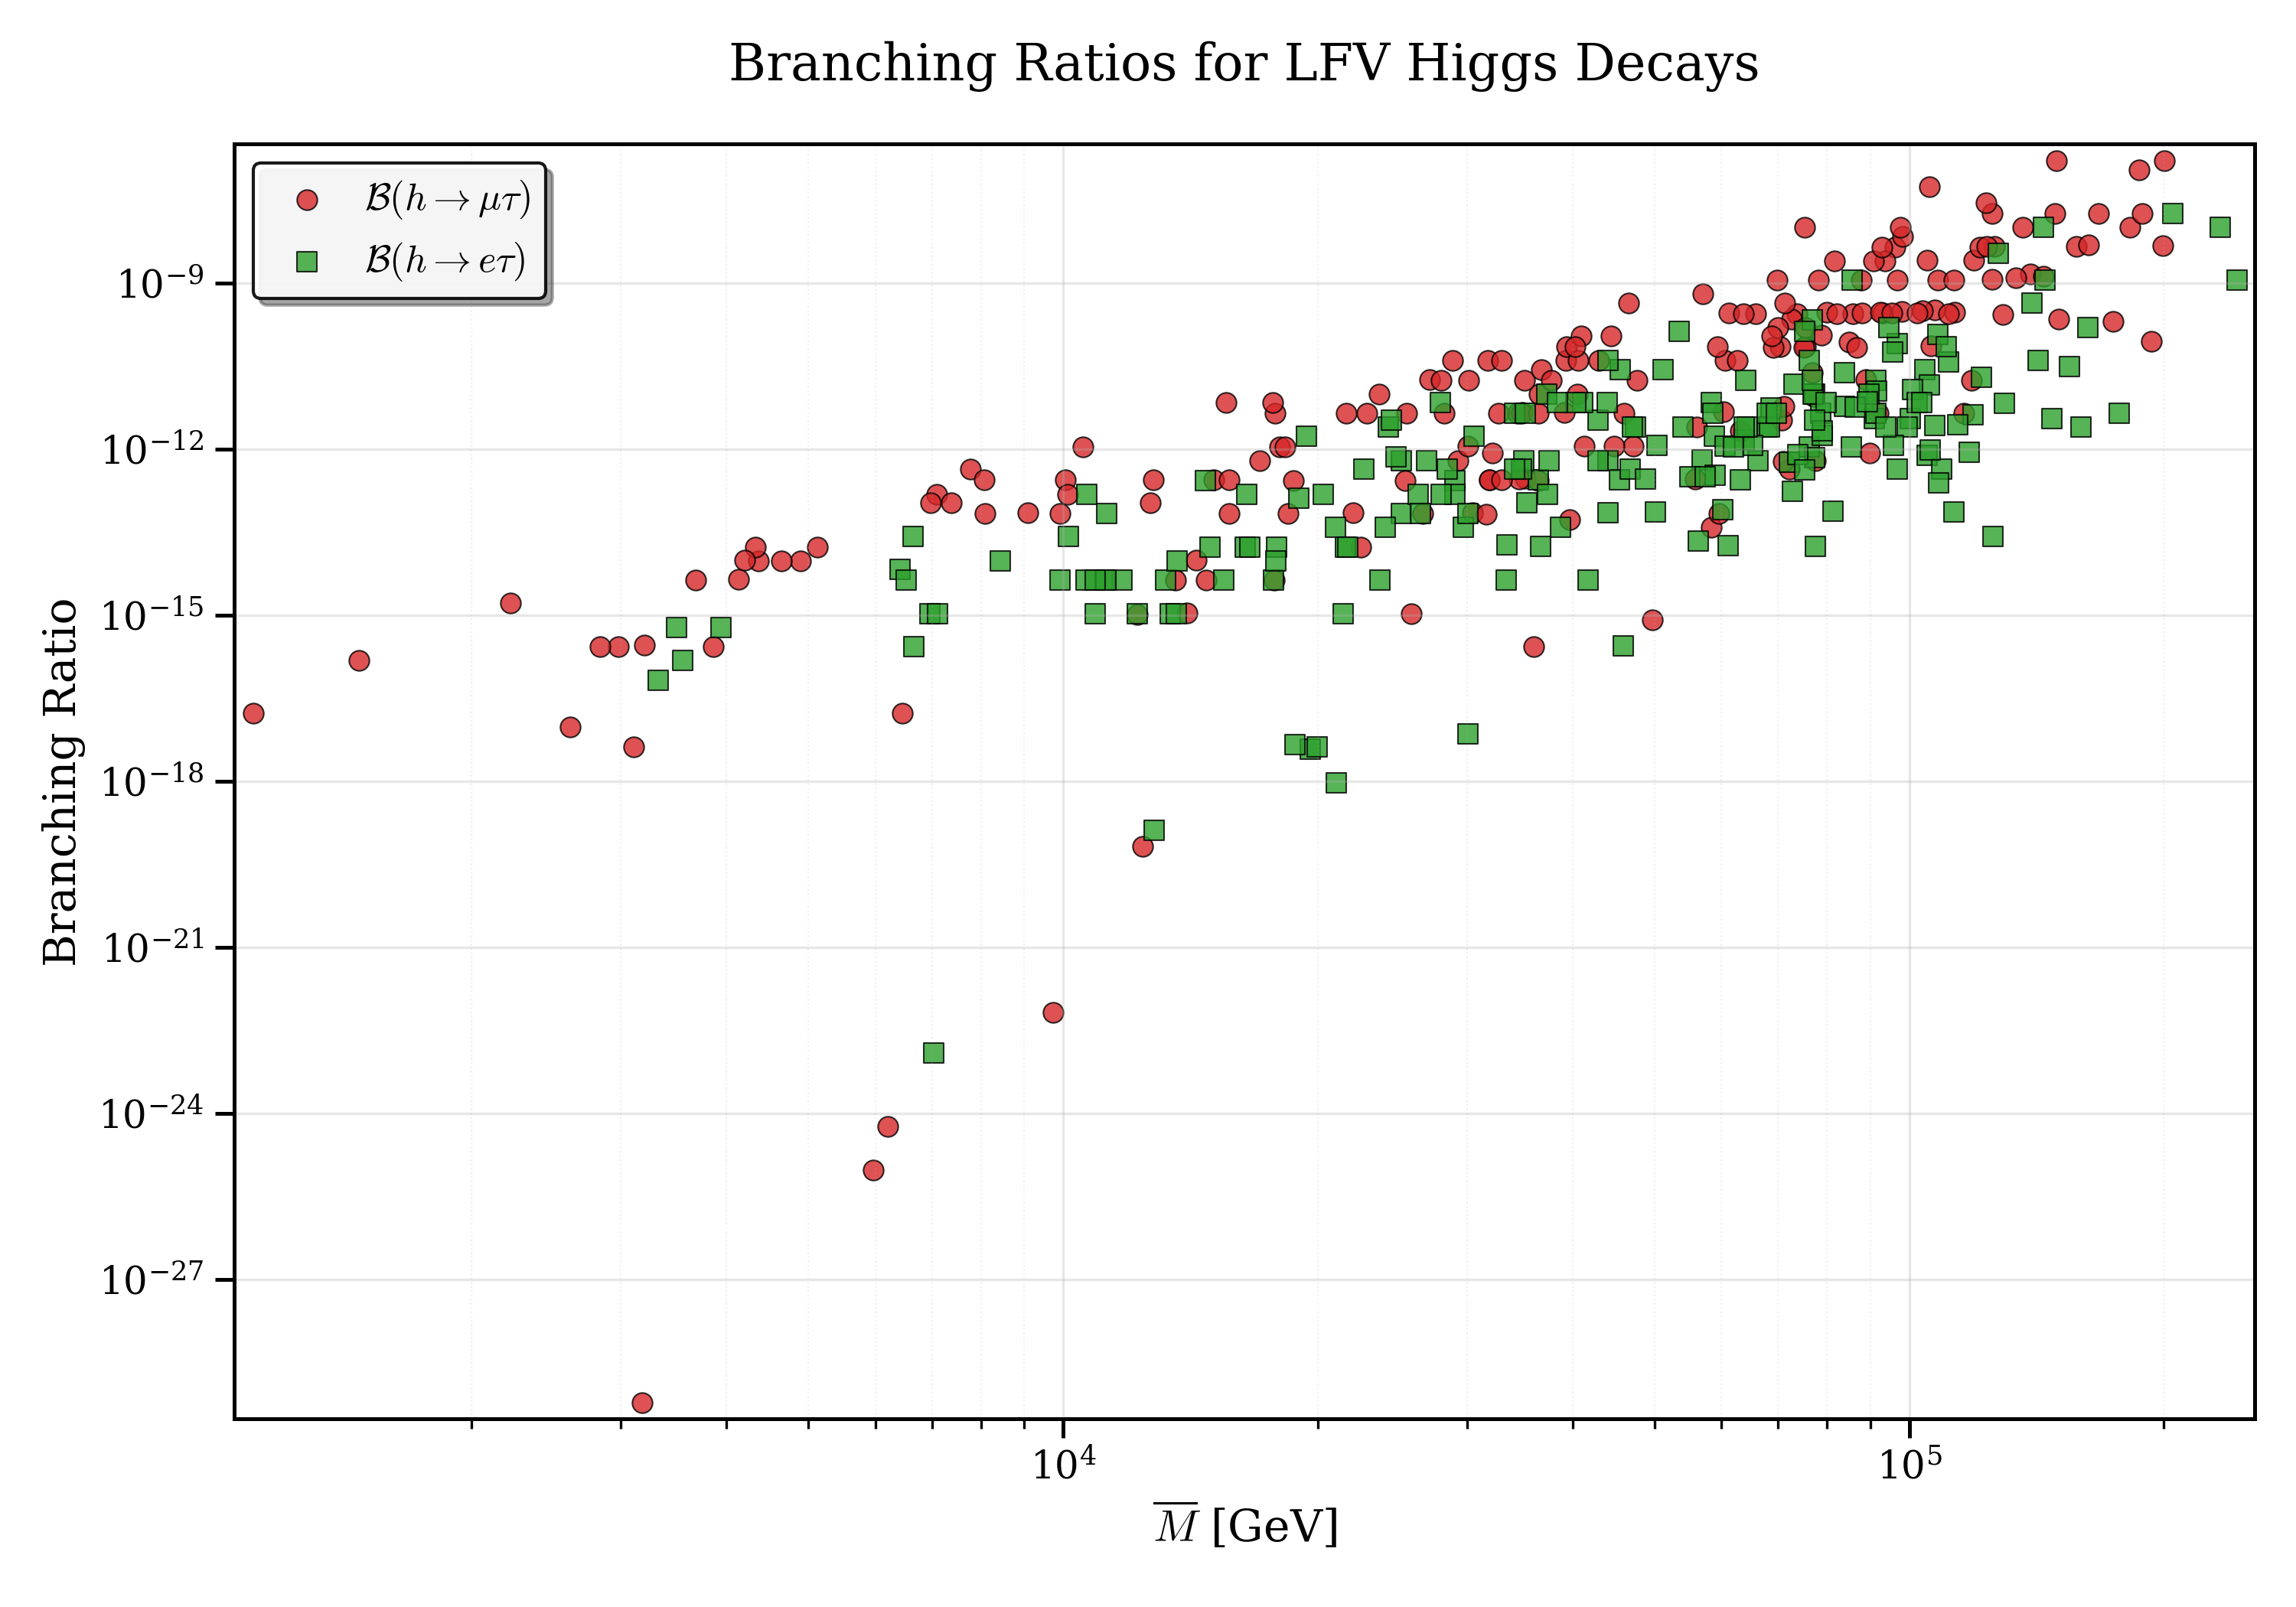 Branching Ratios for LFV Higgs Decays
ℬ(h → μτ)
ℬ(h → eτ)
Branching Ratio
10⁻⁹
10⁻¹²
10⁻¹⁵
10⁻¹⁸
10⁻²¹
10⁻²⁴
10⁻²⁷
10⁴
10⁵
M̅ [GeV]